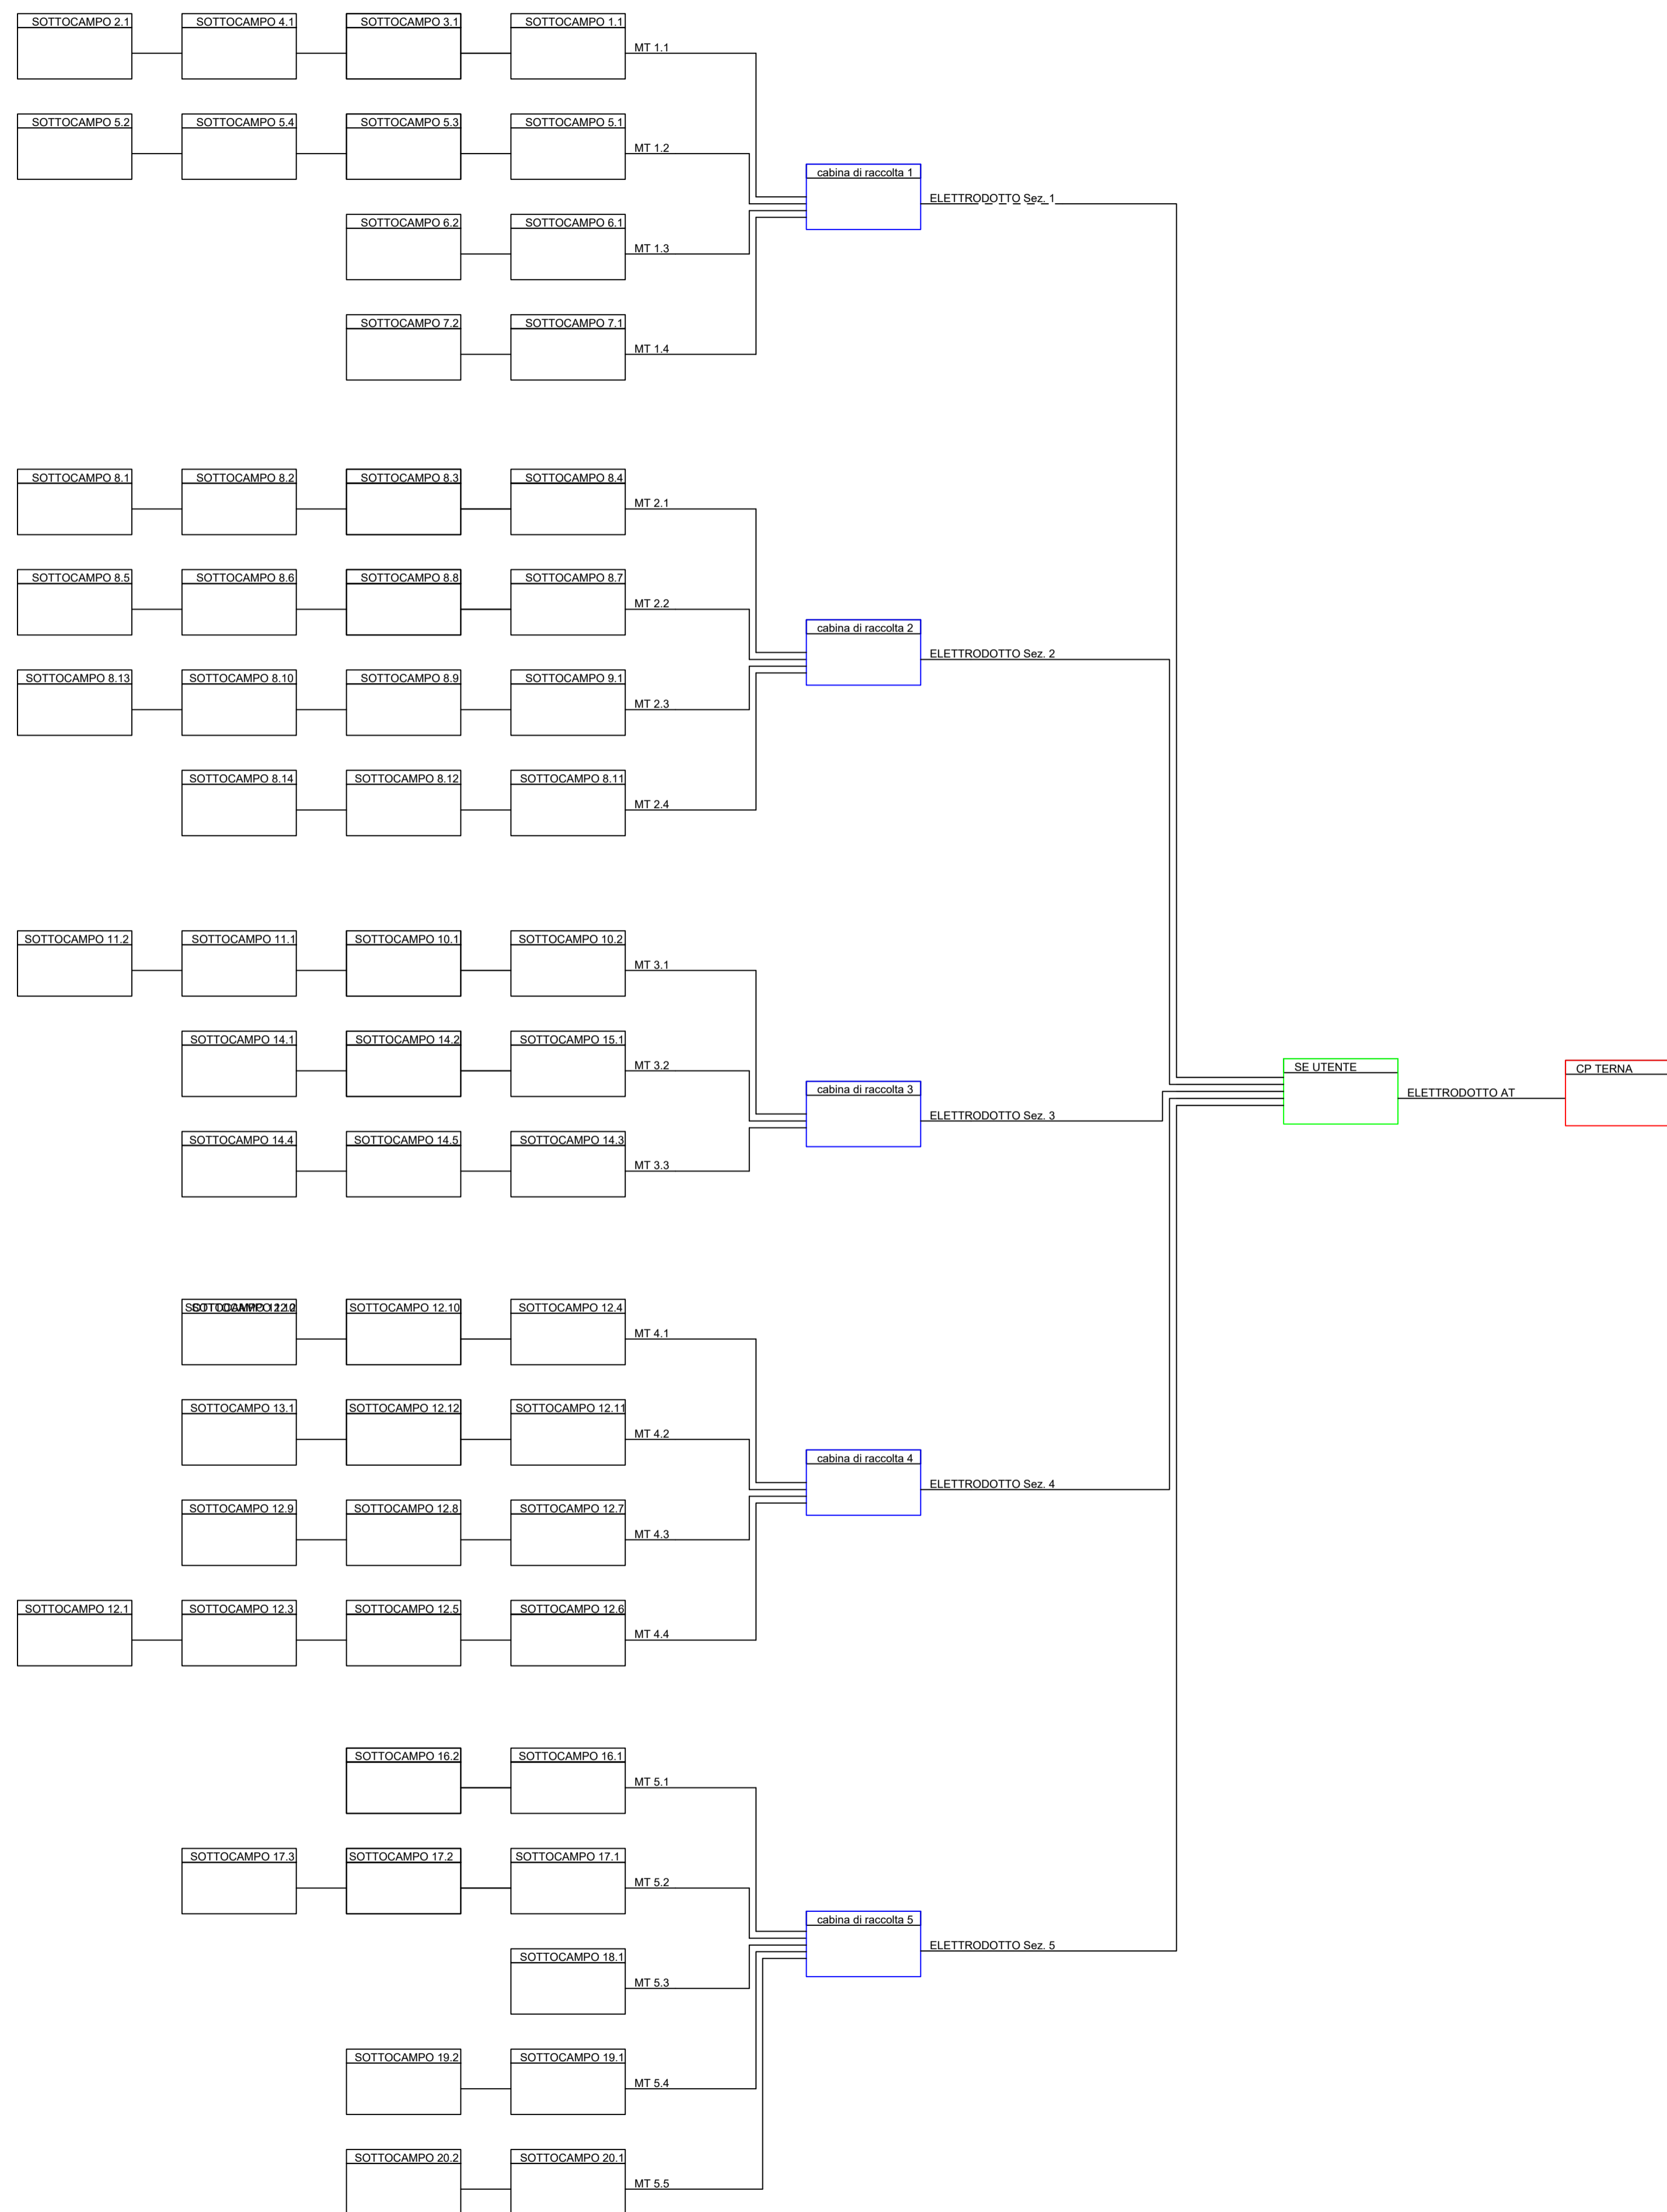 SOTTOCAMPO 2.1
SOTTOCAMPO 4.1
SOTTOCAMPO 3.1
SOTTOCAMPO 1.1
MT 1.1
SOTTOCAMPO 5.2
SOTTOCAMPO 5.4
SOTTOCAMPO 5.3
SOTTOCAMPO 5.1
MT 1.2
cabina di raccolta 1
ELETTRODOTTO Sez. 1
SOTTOCAMPO 6.2
SOTTOCAMPO 6.1
MT 1.3
SOTTOCAMPO 7.2
SOTTOCAMPO 7.1
MT 1.4
SOTTOCAMPO 8.1
SOTTOCAMPO 8.2
SOTTOCAMPO 8.3
SOTTOCAMPO 8.4
MT 2.1
SOTTOCAMPO 8.5
SOTTOCAMPO 8.6
SOTTOCAMPO 8.8
SOTTOCAMPO 8.7
MT 2.2
cabina di raccolta 2
ELETTRODOTTO Sez. 2
SOTTOCAMPO 8.13
SOTTOCAMPO 8.10
SOTTOCAMPO 8.9
SOTTOCAMPO 9.1
MT 2.3
SOTTOCAMPO 8.14
SOTTOCAMPO 8.12
SOTTOCAMPO 8.11
MT 2.4
SOTTOCAMPO 11.2
SOTTOCAMPO 11.1
SOTTOCAMPO 10.1
SOTTOCAMPO 10.2
MT 3.1
SOTTOCAMPO 14.1
SOTTOCAMPO 14.2
SOTTOCAMPO 15.1
MT 3.2
cabina di raccolta 3
ELETTRODOTTO Sez. 3
SE UTENTE
ELETTRODOTTO AT
CP TERNA
SOTTOCAMPO 14.4
SOTTOCAMPO 14.5
SOTTOCAMPO 14.3
MT 3.3
SOTTOCAMPO 12.10
SOTTOCAMPO 12.4
MT 4.1
SOTTOCAMPO 13.1
SOTTOCAMPO 12.12
SOTTOCAMPO 12.11
MT 4.2
cabina di raccolta 4
ELETTRODOTTO Sez. 4
SOTTOCAMPO 12.9
SOTTOCAMPO 12.8
SOTTOCAMPO 12.7
MT 4.3
SOTTOCAMPO 12.1
SOTTOCAMPO 12.3
SOTTOCAMPO 12.5
SOTTOCAMPO 12.6
MT 4.4
SOTTOCAMPO 16.2
SOTTOCAMPO 16.1
MT 5.1
SOTTOCAMPO 17.3
SOTTOCAMPO 17.2
SOTTOCAMPO 17.1
MT 5.2
cabina di raccolta 5
ELETTRODOTTO Sez. 5
SOTTOCAMPO 18.1
MT 5.3
SOTTOCAMPO 19.2
SOTTOCAMPO 19.1
MT 5.4
SOTTOCAMPO 20.2
SOTTOCAMPO 20.1
MT 5.5